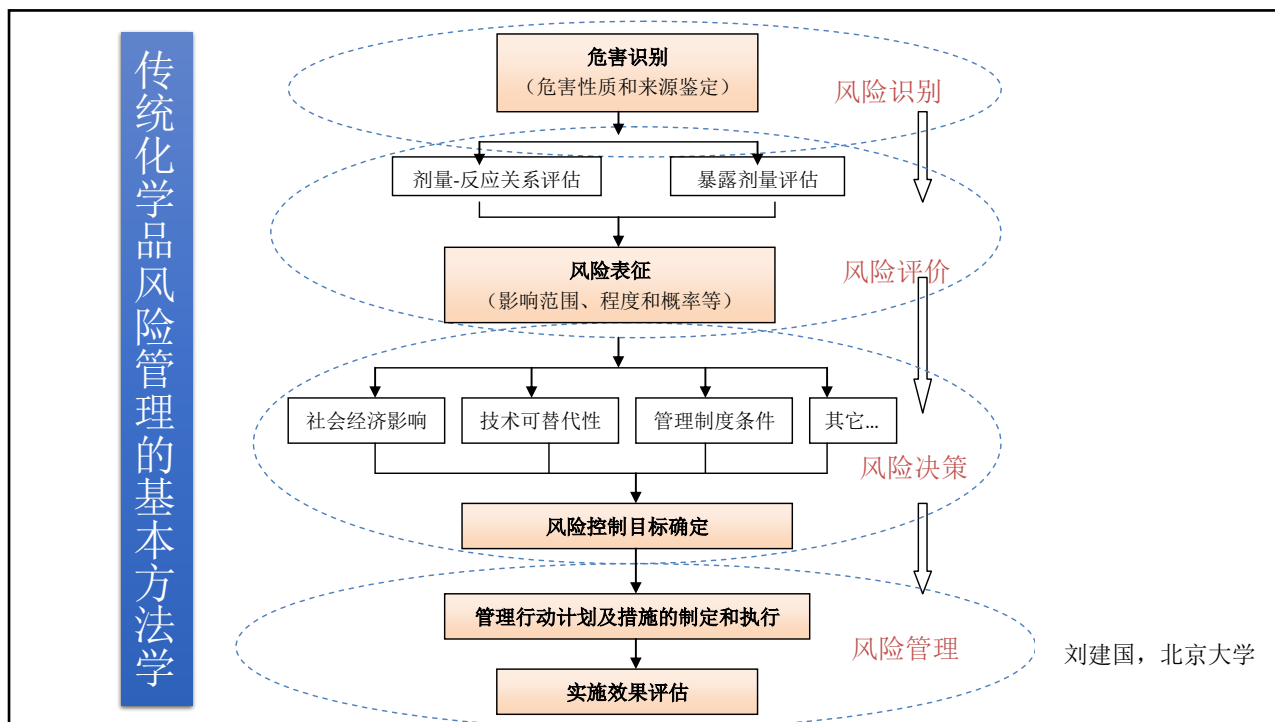 传统化学品风险管理的基本方法学
危害识别
（危害性质和来源鉴定）
风险识别
剂量-反应关系评估
暴露剂量评估
风险表征
（影响范围、程度和概率等）
风险评价
社会经济影响
技术可替代性
管理制度条件
其它...
风险决策
风险控制目标确定
管理行动计划及措施的制定和执行
风险管理
实施效果评估
刘建国，北京大学